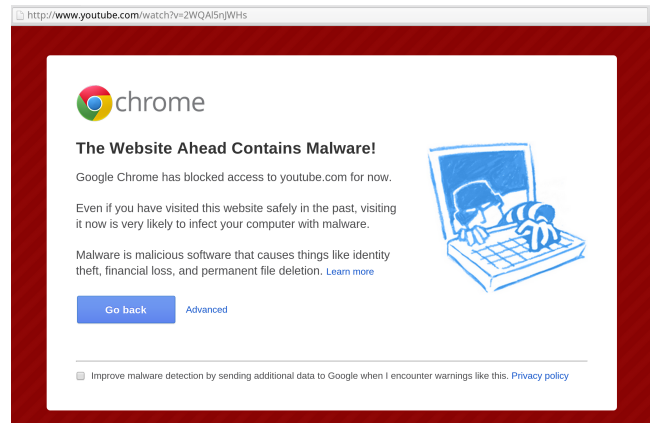 http://www.youtube.com/watch?v=2WQAl5nJWHs
chrome
The Website Ahead Contains Malware!
Google Chrome has blocked access to youtube.com for now.
Even if you have visited this website safely in the past, visiting
it now is very likely to infect your computer with malware.
Malware is malicious software that causes things like identity
theft, financial loss, and permanent file deletion. Learn more
Go back Advanced
Improve malware detection by sending additional data to Google when I encounter warnings like this. Privacy policy